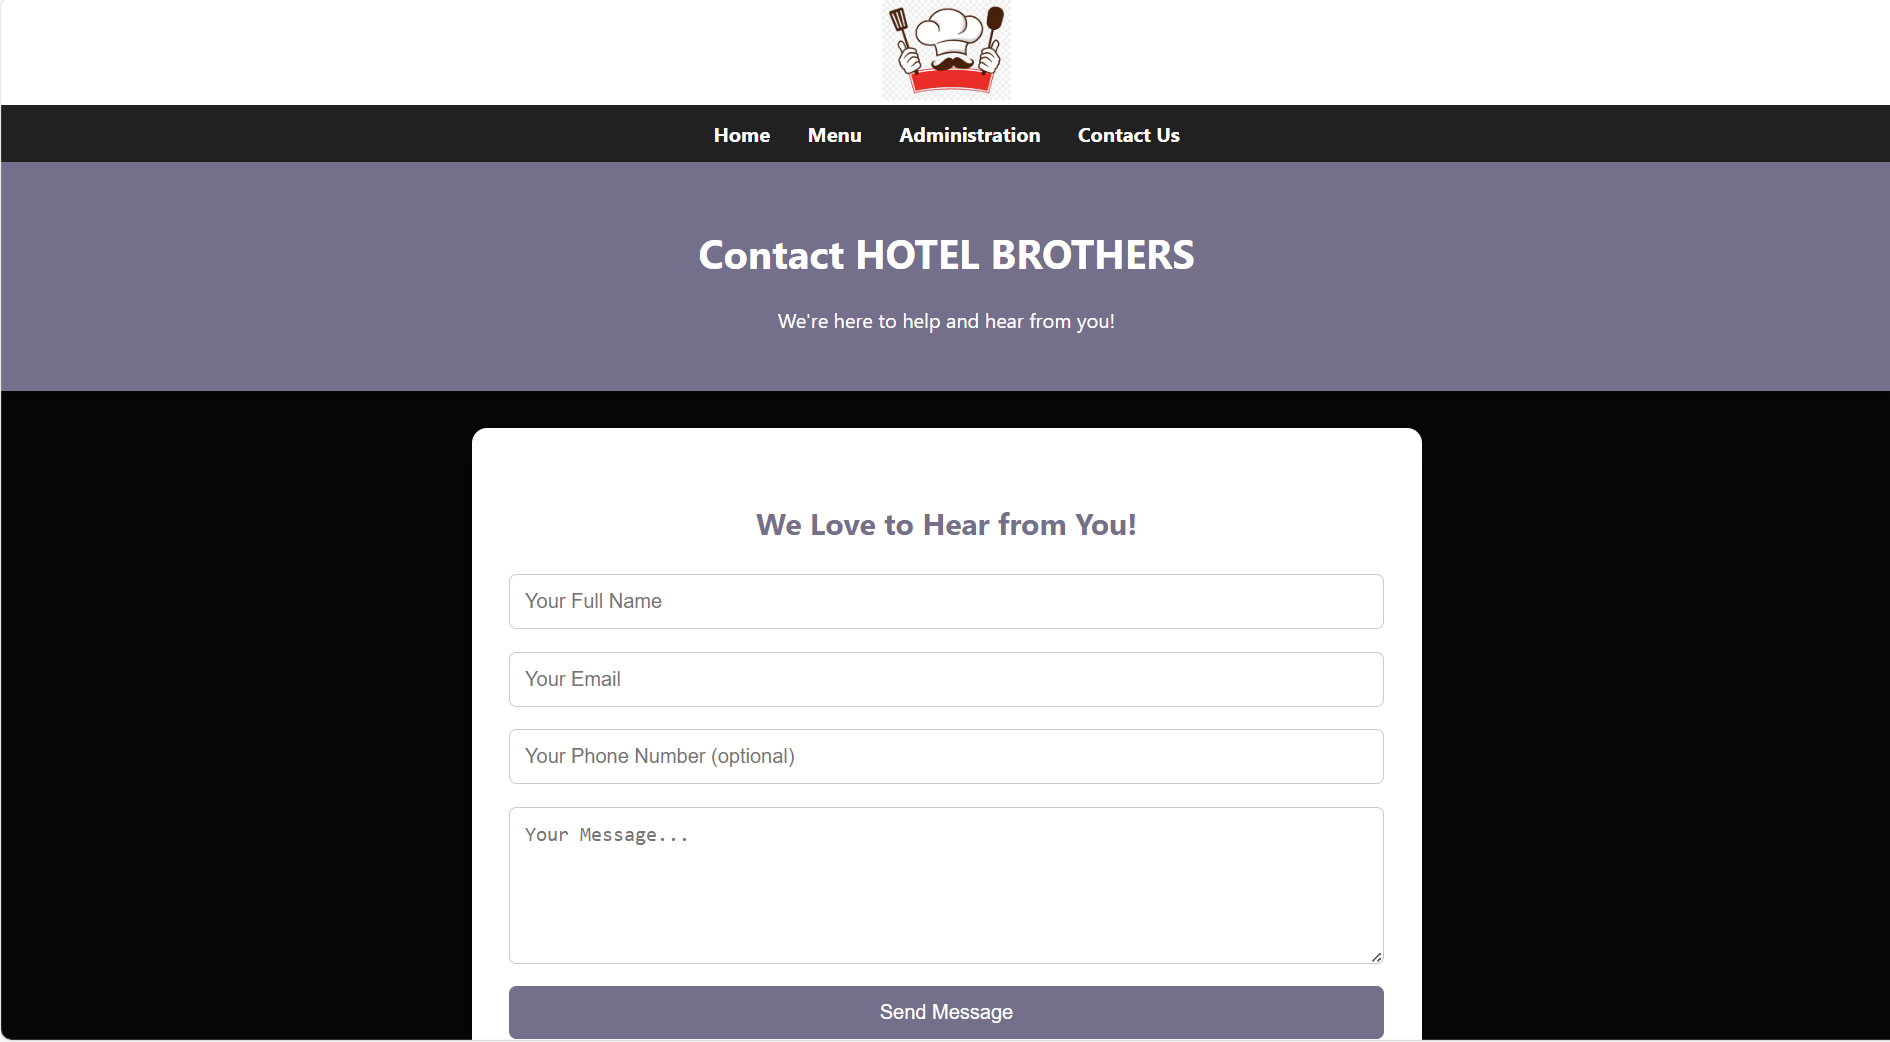 Home Menu Administration Contact Us
Contact HOTEL BROTHERS
We're here to help and hear from you!
We Love to Hear from You!
Your Full Name
Your Email
Your Phone Number (optional)
Your Message...
Send Message